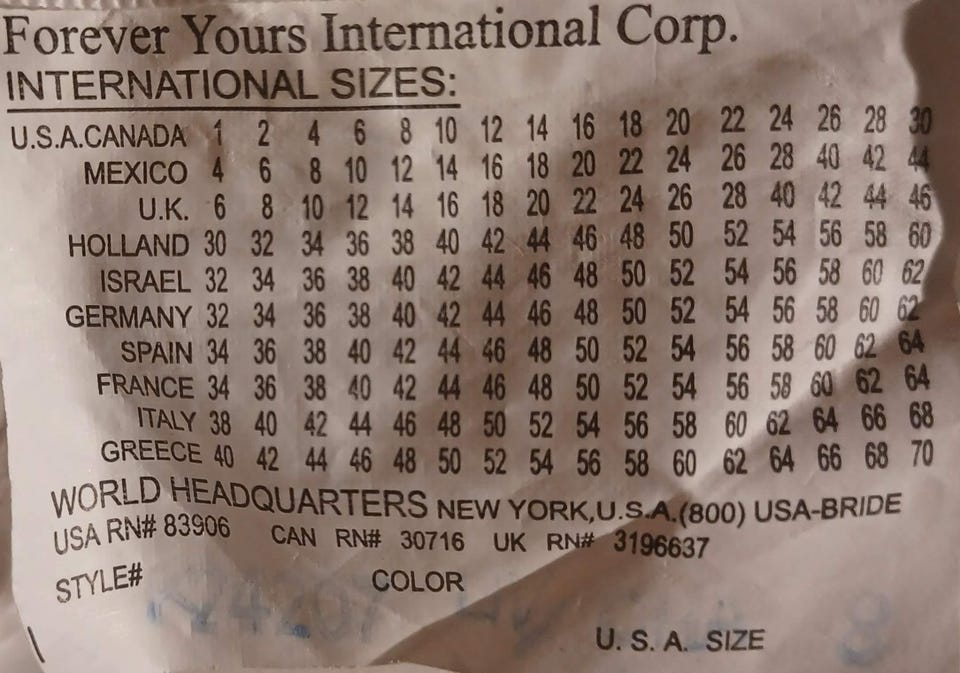 Forever Yours International Corp.
INTERNATIONAL SIZES:
U.S.A.CANADA 1 2 4 6 8 10 12 14 16 18 20 22 24 26 28 30
MEXICO 4 6 8 10 12 14 16 18 20 22 24 26 28 40 42 44
U.K. 6 8 10 12 14 16 18 20 22 24 26 28 40 42 44 46
HOLLAND 30 32 34 36 38 40 42 44 46 48 50 52 54 56 58 60
ISRAEL 32 34 36 38 40 42 44 46 48 50 52 54 56 58 60 62
GERMANY 32 34 36 38 40 42 44 46 48 50 52 54 56 58 60 62
SPAIN 34 36 38 40 42 44 46 48 50 52 54 56 58 60 62 64
FRANCE 34 36 38 40 42 44 46 48 50 52 54 56 58 60 62 64
ITALY 38 40 42 44 46 48 50 52 54 56 58 60 62 64 66 68
GREECE 40 42 44 46 48 50 52 54 56 58 60 62 64 66 68 70
WORLD HEADQUARTERS NEW YORK,U.S.A.(800) USA-BRIDE
USA RN# 83906 CAN RN# 30716 UK RN# 3196637
STYLE# COLOR
U. S. A. SIZE 8